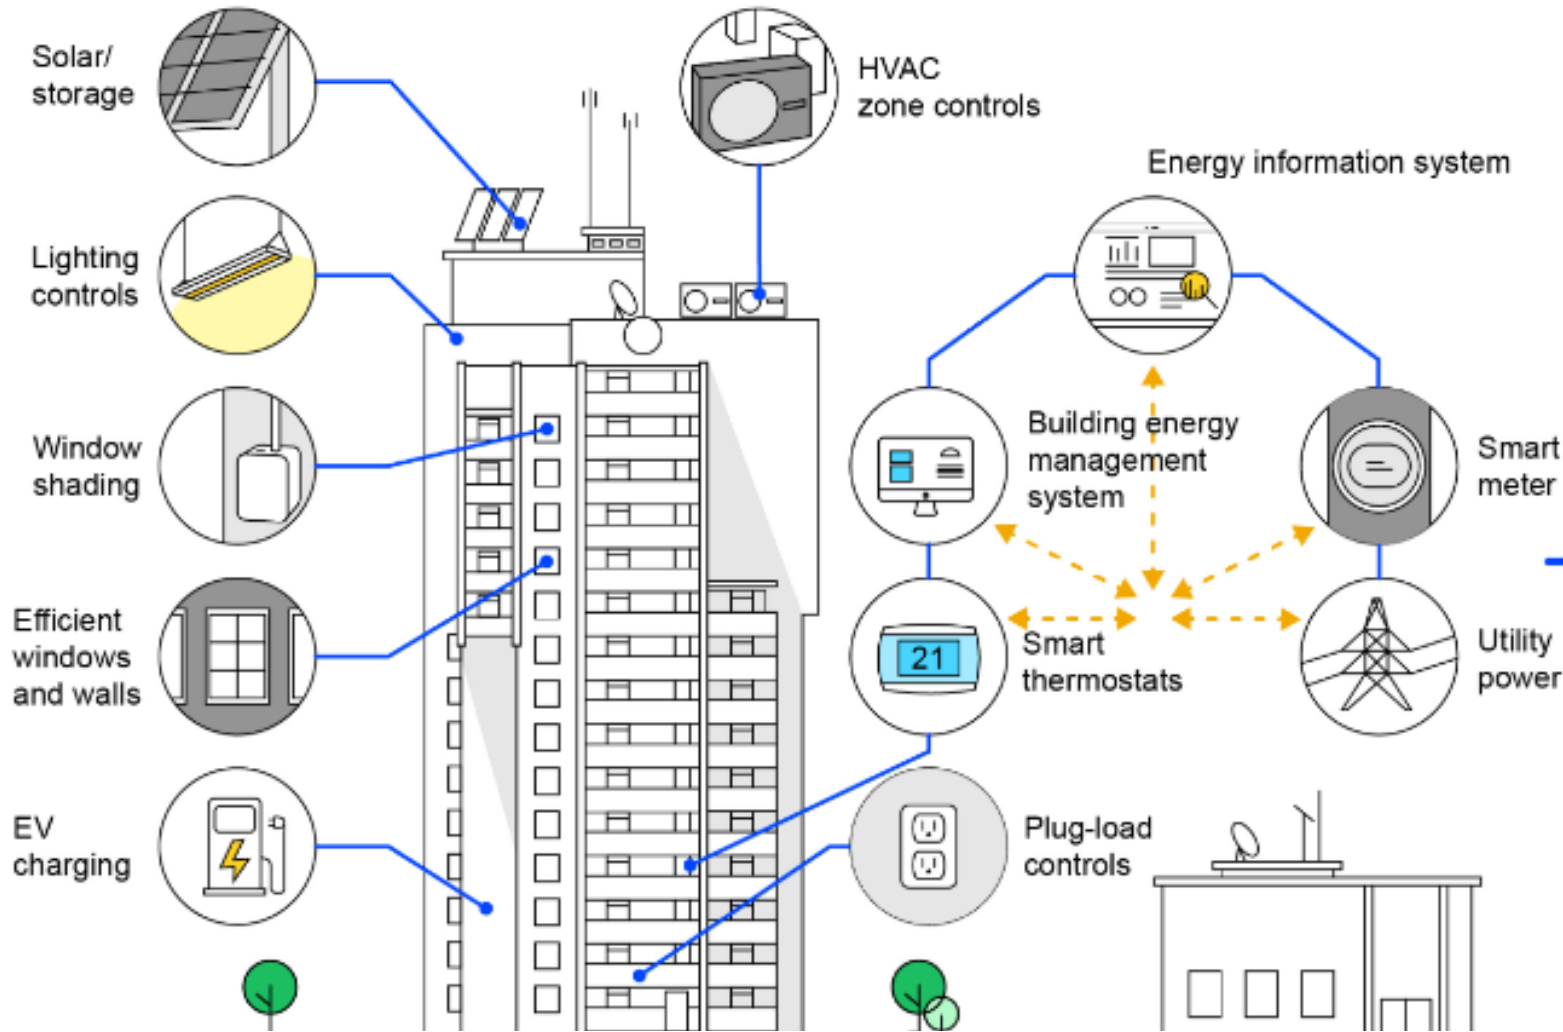 Solar/
storage
HVAC
zone controls
Energy information system
Lighting
controls
Building energy
management
system
Smart
meter
Window
shading
Efficient
windows
and walls
21
Smart
thermostats
Utility
power
EV
charging
Plug-load
controls